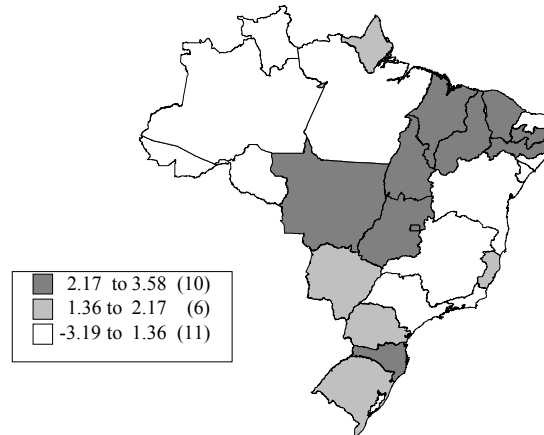 2.17 to 3.58 (10)
1.36 to 2.17 (6)
-3.19 to 1.36 (11)